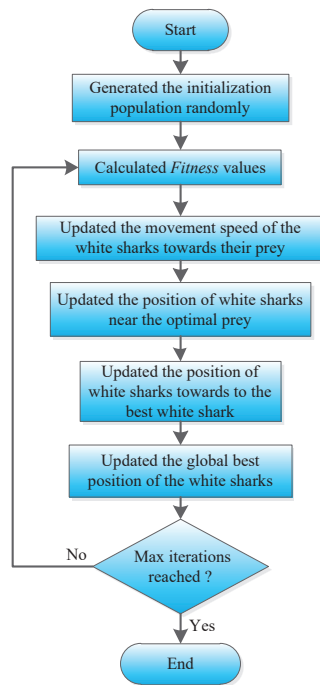 Start
Generated the initialization
population randomly
Calculated Fitness values
Updated the movement speed of the
white sharks towards their prey
Updated the position of white sharks
near the optimal prey
Updated the position of
white sharks towards to the
best white shark
Updated the global best
position of the white sharks
No
Max iterations
reached ?
Yes
End